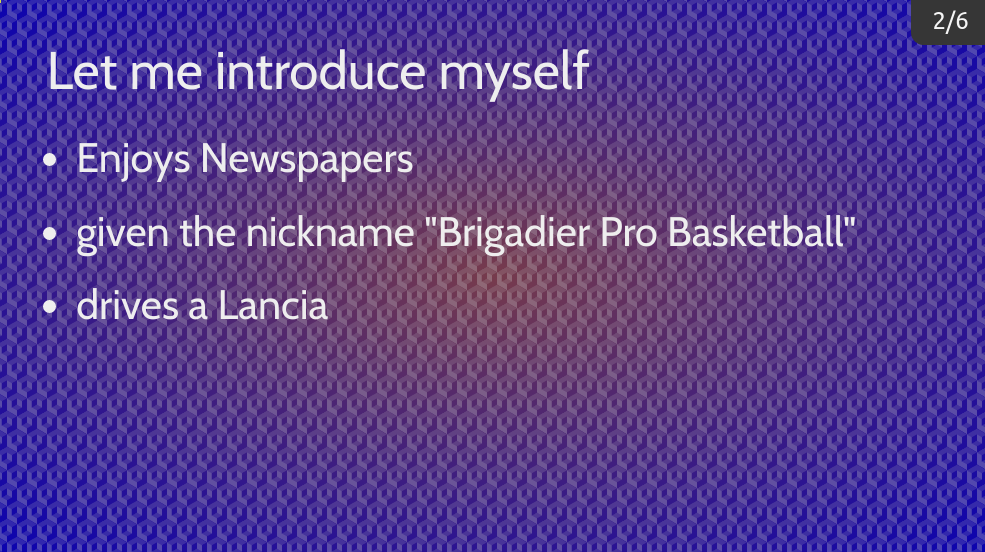 2/6
Let me introduce myself
• Enjoys Newspapers
• given the nickname "Brigadier Pro Basketball"
• drives a Lancia